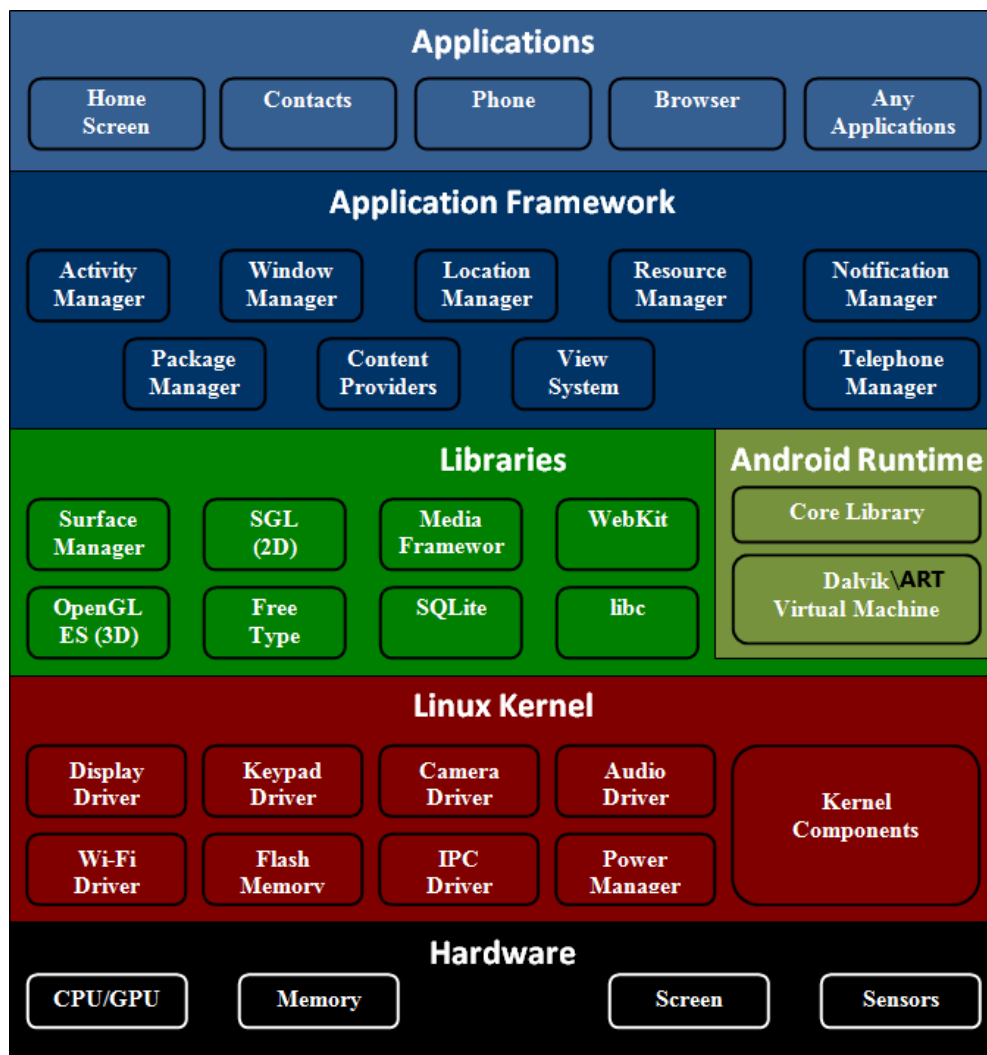 Applications
Home
Screen
Contacts
Phone
Browser
Any
Applications
Application Framework
Activity
Manager
Window
Manager
Location
Manager
Resource
Manager
Notification
Manager
Package
Manager
Content
Providers
View
System
Telephone
Manager
Libraries
Surface
Manager
SGL
(2D)
Media
Framewor
WebKit
OpenGL
ES (3D)
Free
Type
SQLite
libc
Android Runtime
Core Library
Dalvik\ART
Virtual Machine
Linux Kernel
Display
Driver
Keypad
Driver
Camera
Driver
Audio
Driver
Wi-Fi
Driver
Flash
Memory
IPC
Driver
Power
Manager
Kernel
Components
Hardware
CPU/GPU
Memory
Screen
Sensors